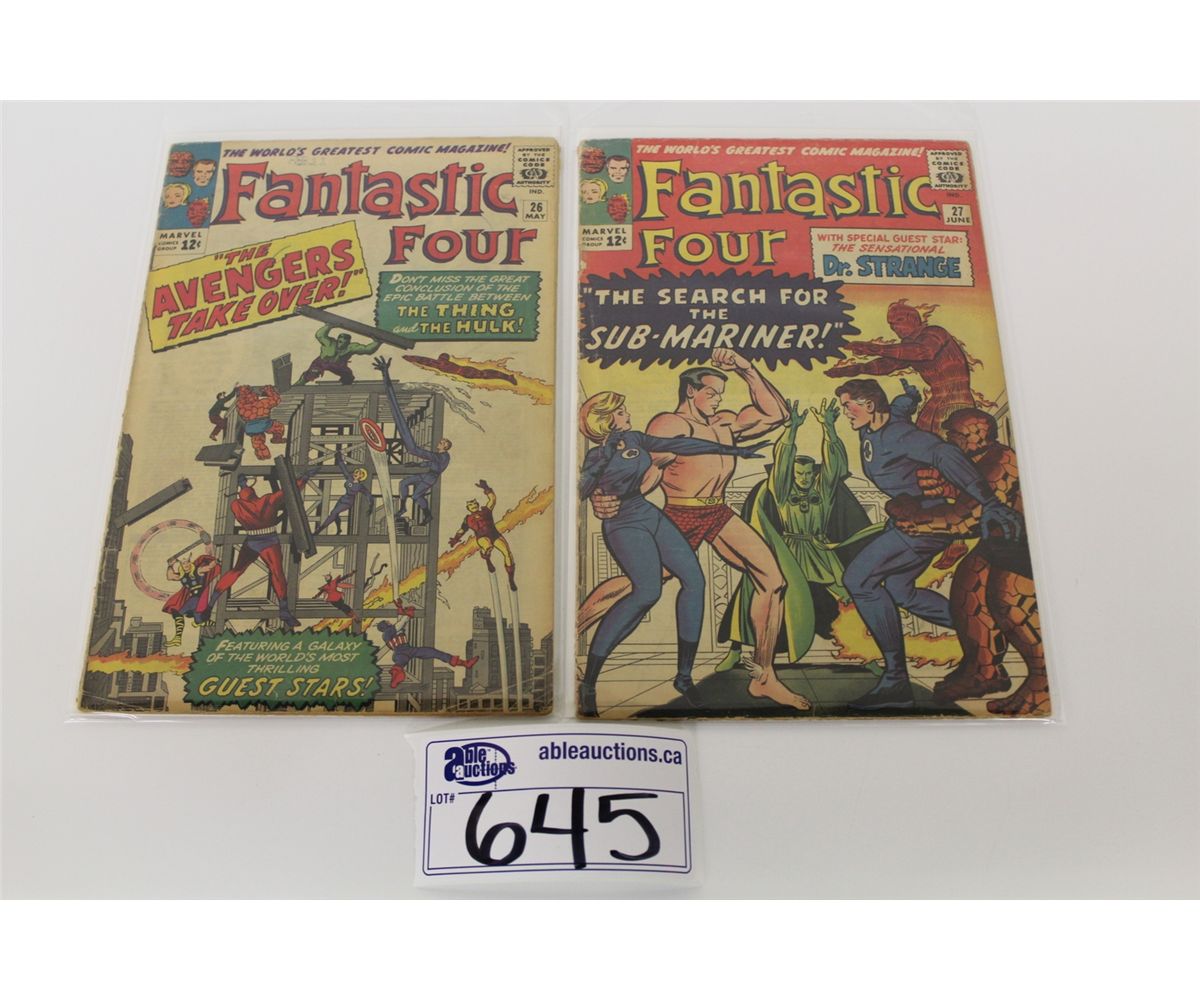 THE WORLD'S GREATEST COMIC MAGAZINE!
APPROVED
BY THE
COMICS
CODE
AUTHORITY
Fantastic
Four
IND.
26
MAY
MARVEL
COMICS
GROUP
12¢
"THE
AVENGERS
TAKE OVER!"
DON'T MISS THE GREAT
CONCLUSION OF THE
EPIC BATTLE BETWEEN
THE THING
and THE HULK!
FEATURING A GALAXY
OF THE WORLD'S MOST
THRILLING
GUEST STARS!
THE WORLD'S GREATEST COMIC MAGAZINE!
APPROVED
BY THE
COMICS
CODE
AUTHORITY
Fantastic
Four
IND.
27
JUNE
MARVEL
COMICS
GROUP
12¢
WITH SPECIAL GUEST STAR:
THE SENSATIONAL
Dr. STRANGE
"THE SEARCH FOR
THE
SUB-MARINER!"
able
auctions
ableauctions.ca
LOT#
645